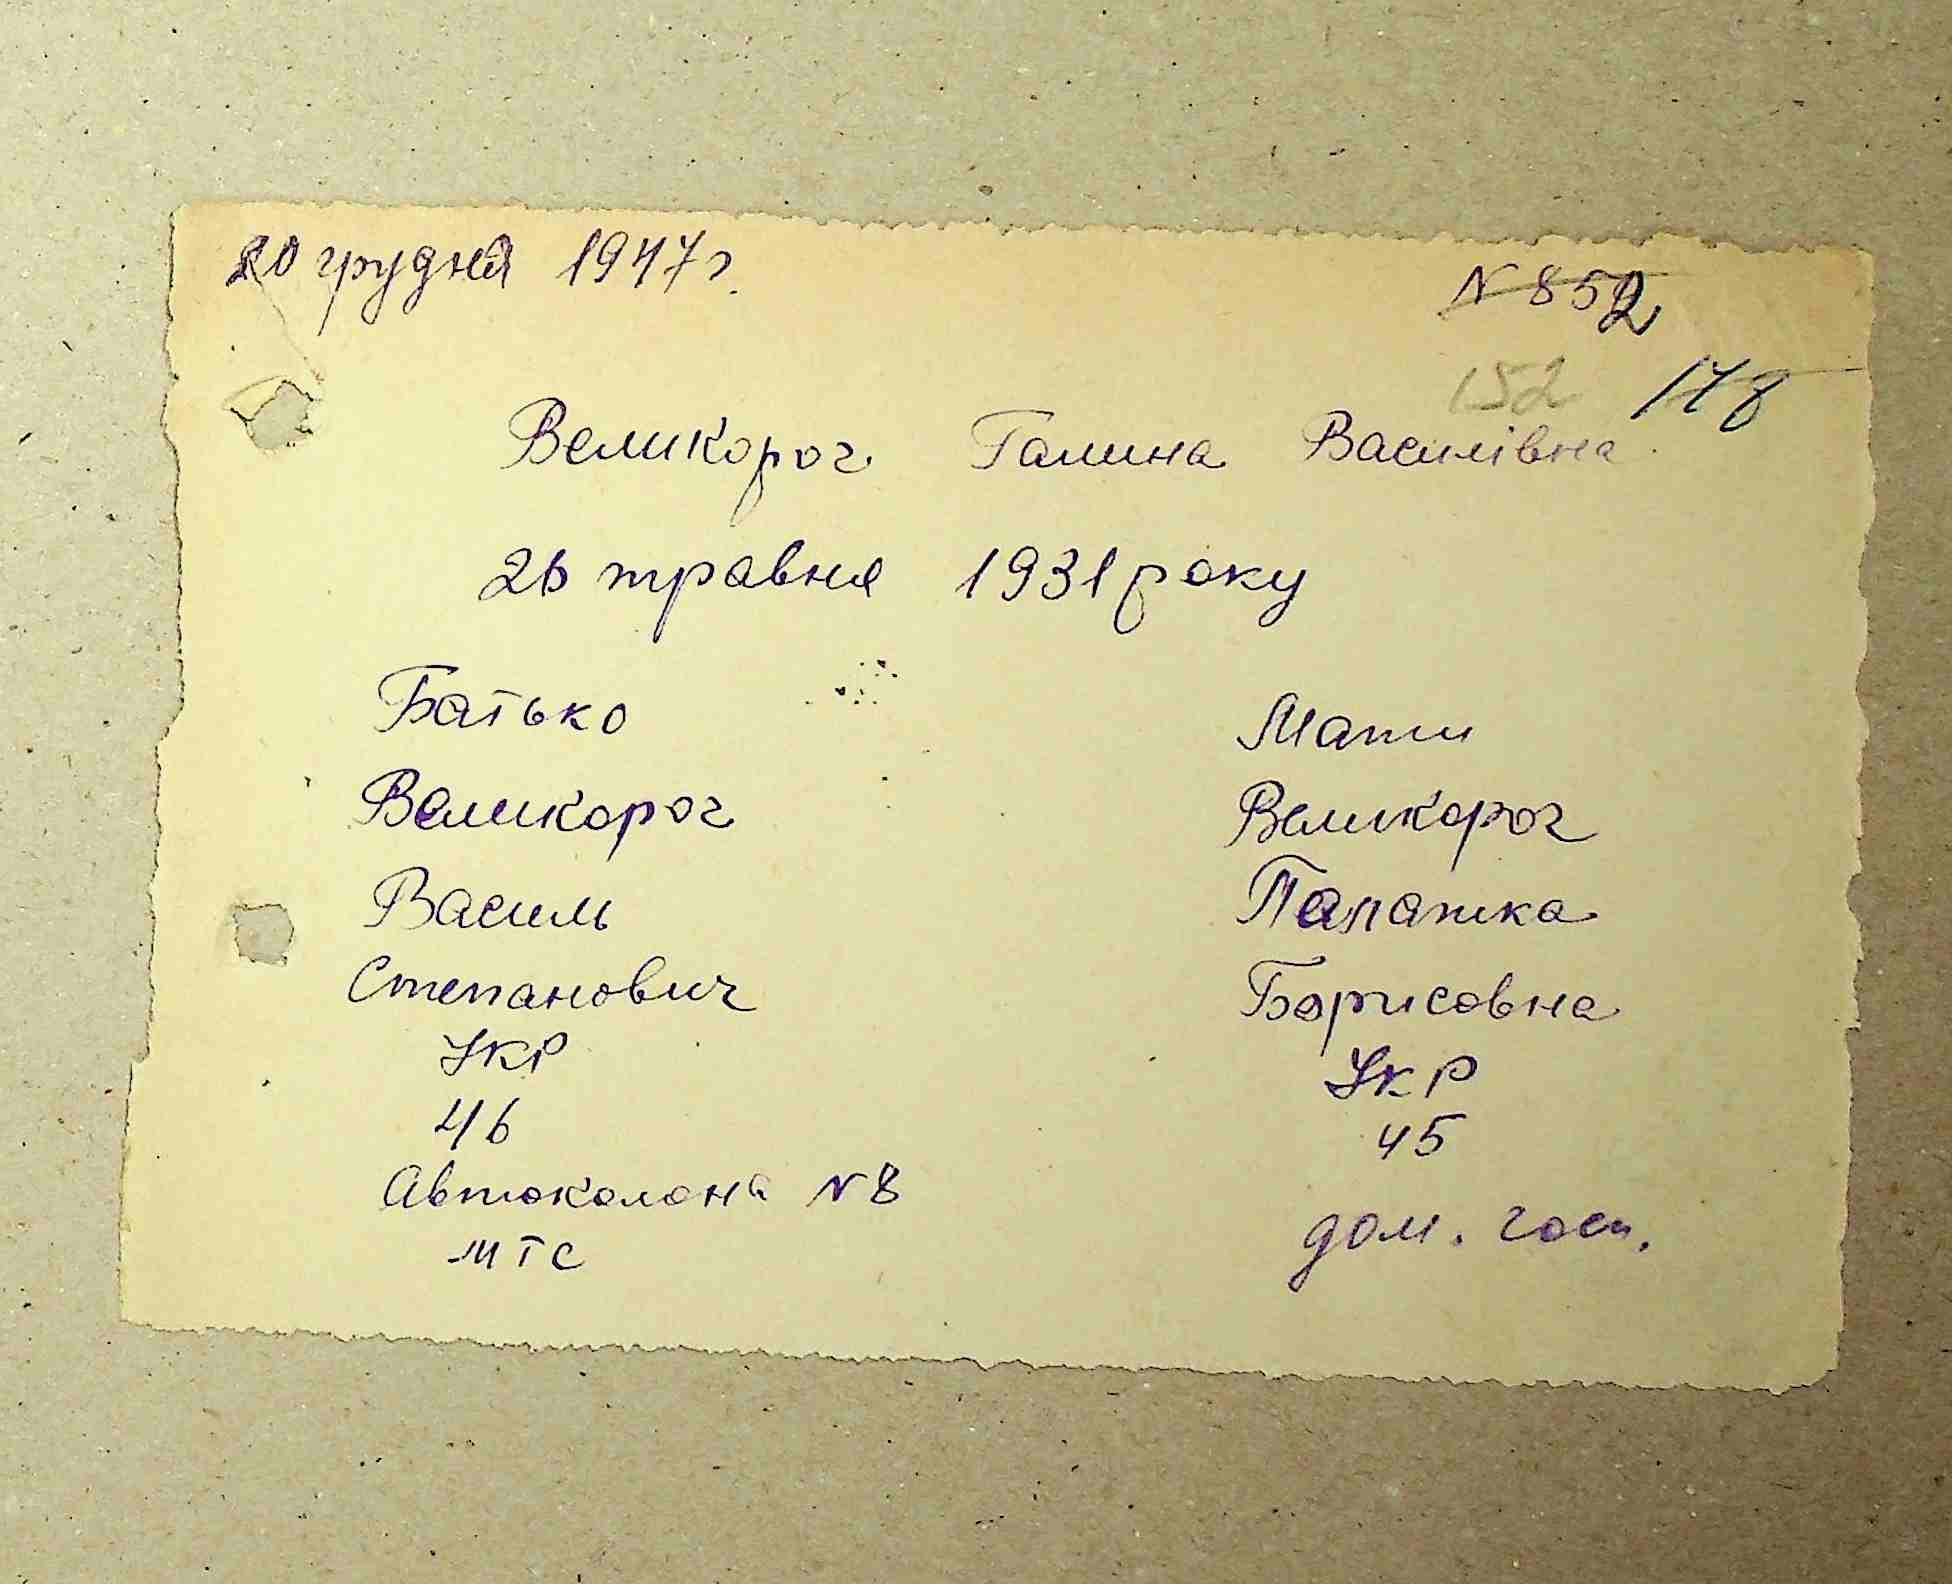 20 грудня 1947 г.
N 852
152 178
Великорог Галина Василівна
26 травня 1931 року
Батько Мати
Великорог Великорог
Василь Палажка
Степанович Борисовна
Укр Укр
46 45
Автоколона N 8 дом. госп.
МТС